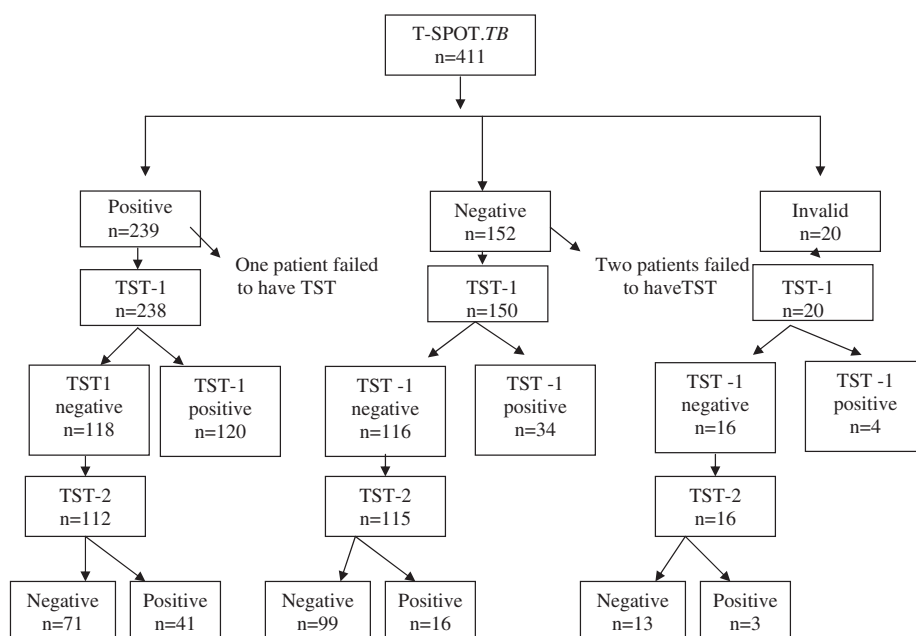 T-SPOT.TB
n=411
Positive
n=239
Negative
n=152
Invalid
n=20
One patient failed
to have TST
Two patients failed
to haveTST
TST-1
n=238
TST-1
n=150
TST-1
n=20
TST1
negative
n=118
TST-1
positive
n=120
TST -1
negative
n=116
TST -1
positive
n=34
TST -1
negative
n=16
TST -1
positive
n=4
TST-2
n=112
TST-2
n=115
TST-2
n=16
Negative
n=71
Positive
n=41
Negative
n=99
Positive
n=16
Negative
n=13
Positive
n=3